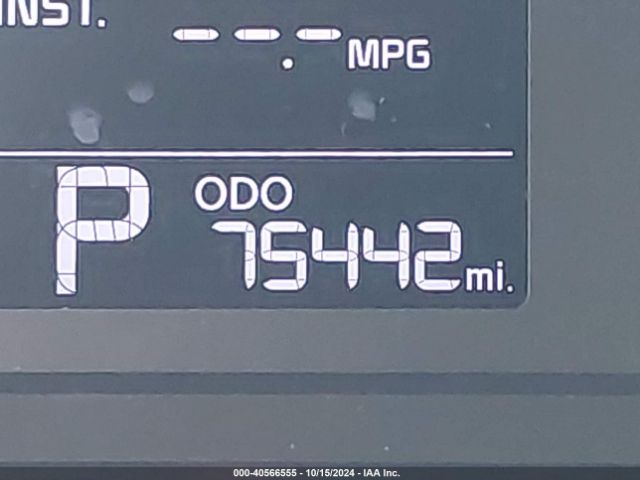 INST.
--.- MPG
P
ODO
75442 mi.
000-40566555 - 10/15/2024 - IAA Inc.